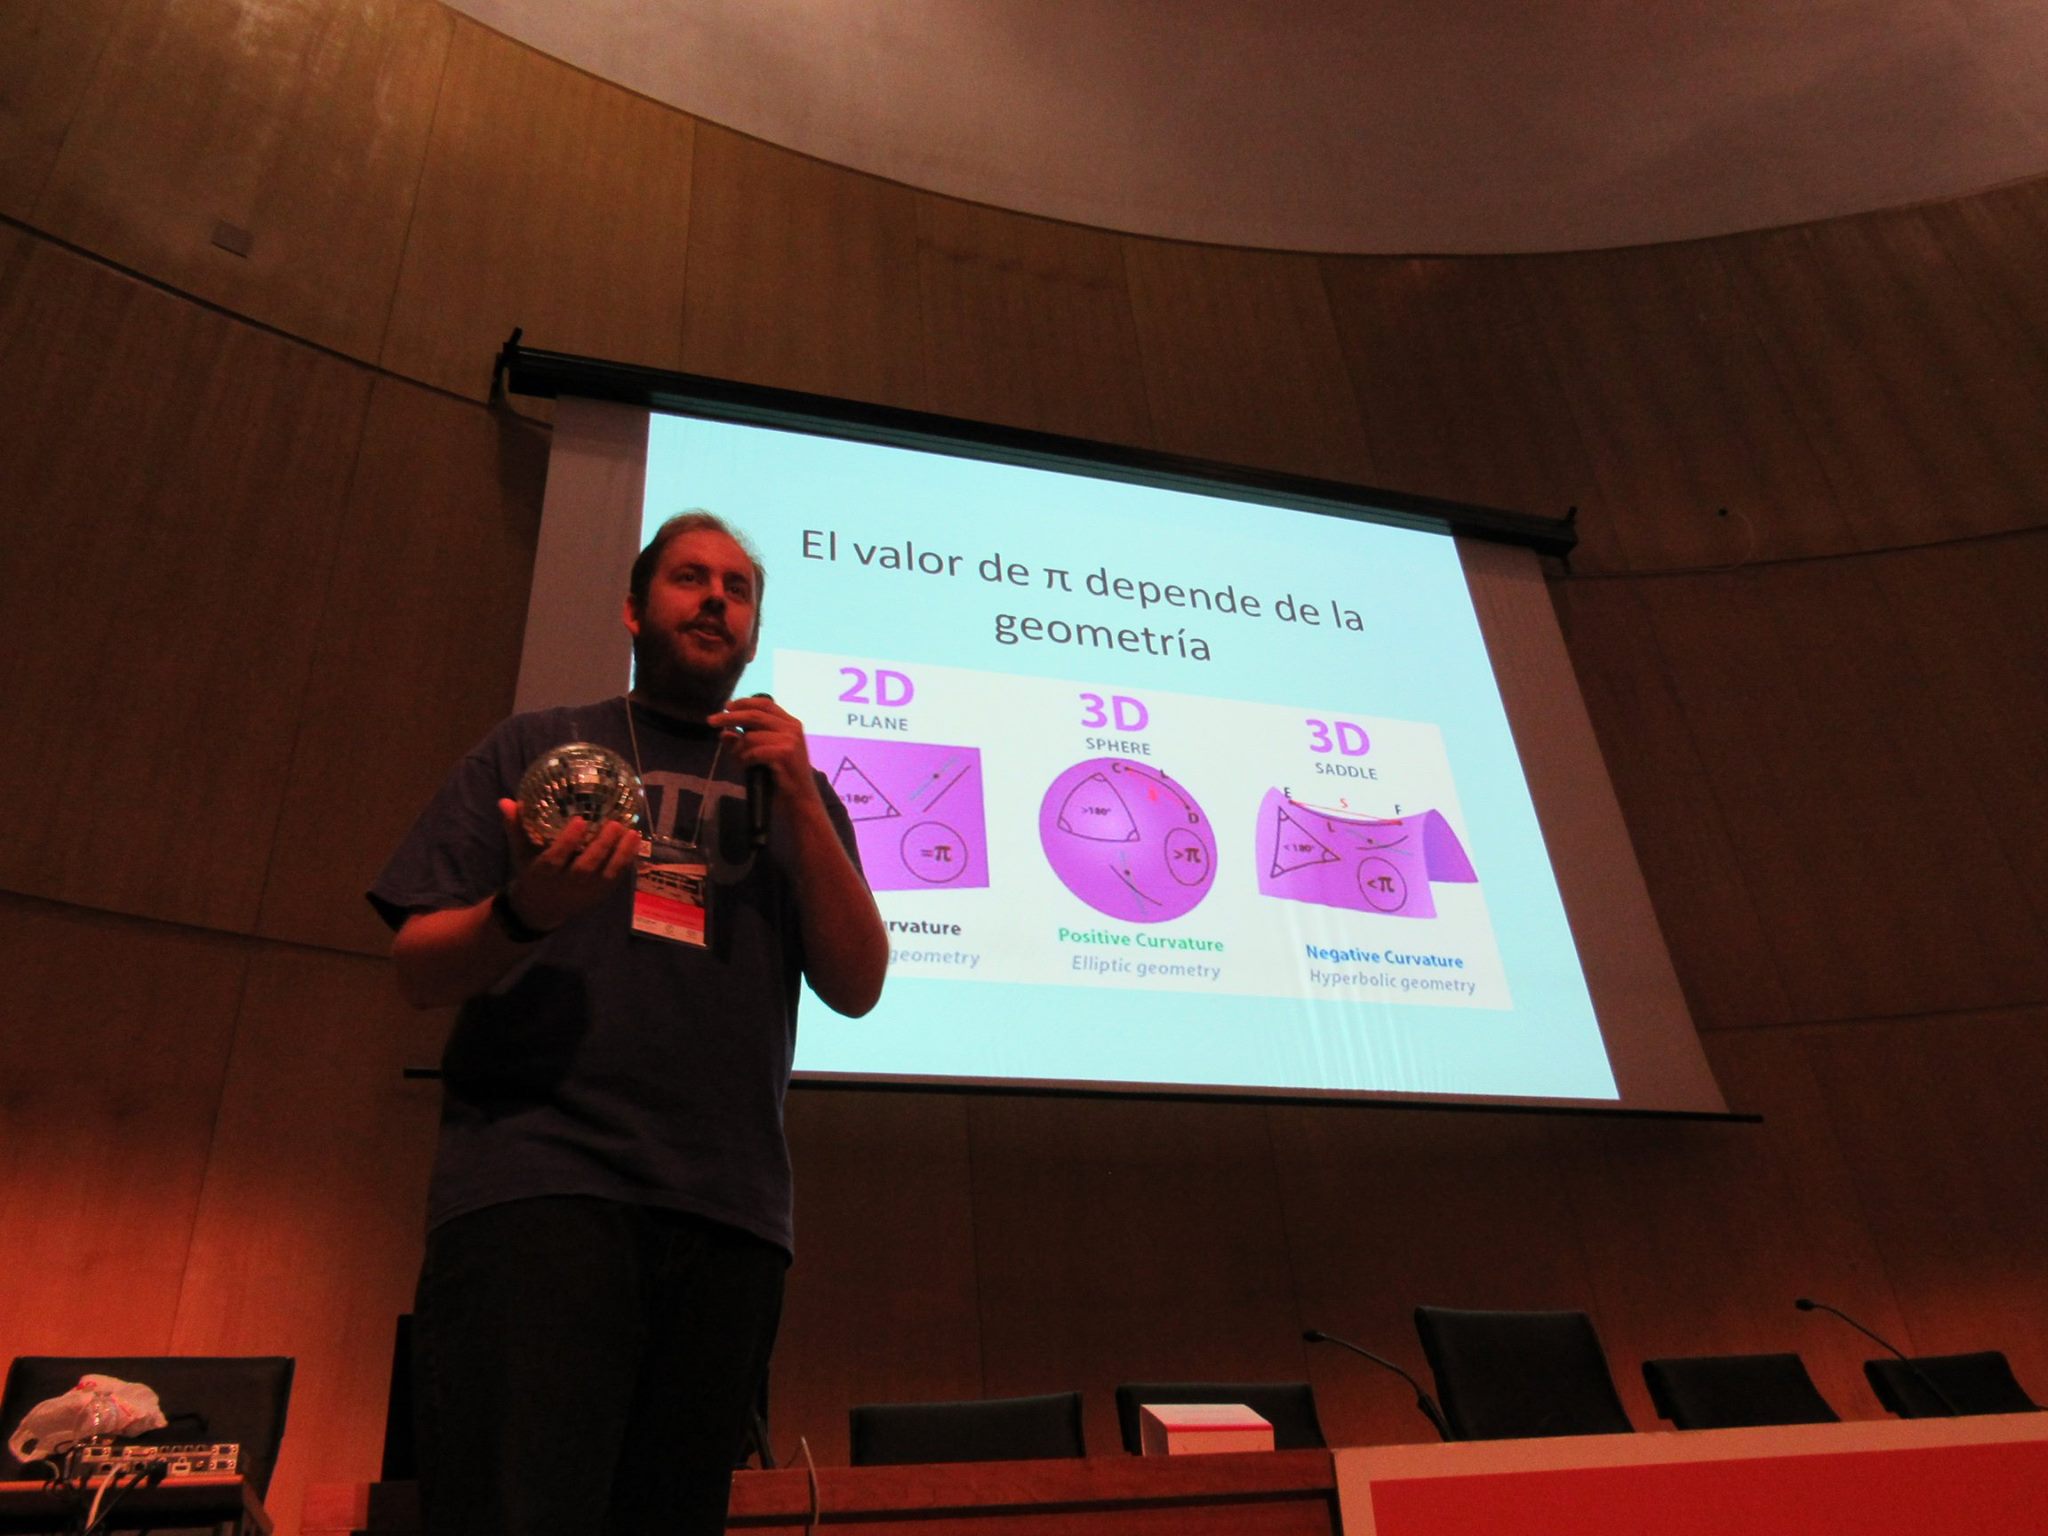 El valor de π depende de la
geometría
2D
PLANE
=180°
=π
rvature
geometry
3D
SPHERE
C
L
D
>180°
>π
Positive Curvature
Elliptic geometry
3D
SADDLE
E
S
F
L
<180°
<π
Negative Curvature
Hyperbolic geometry
π